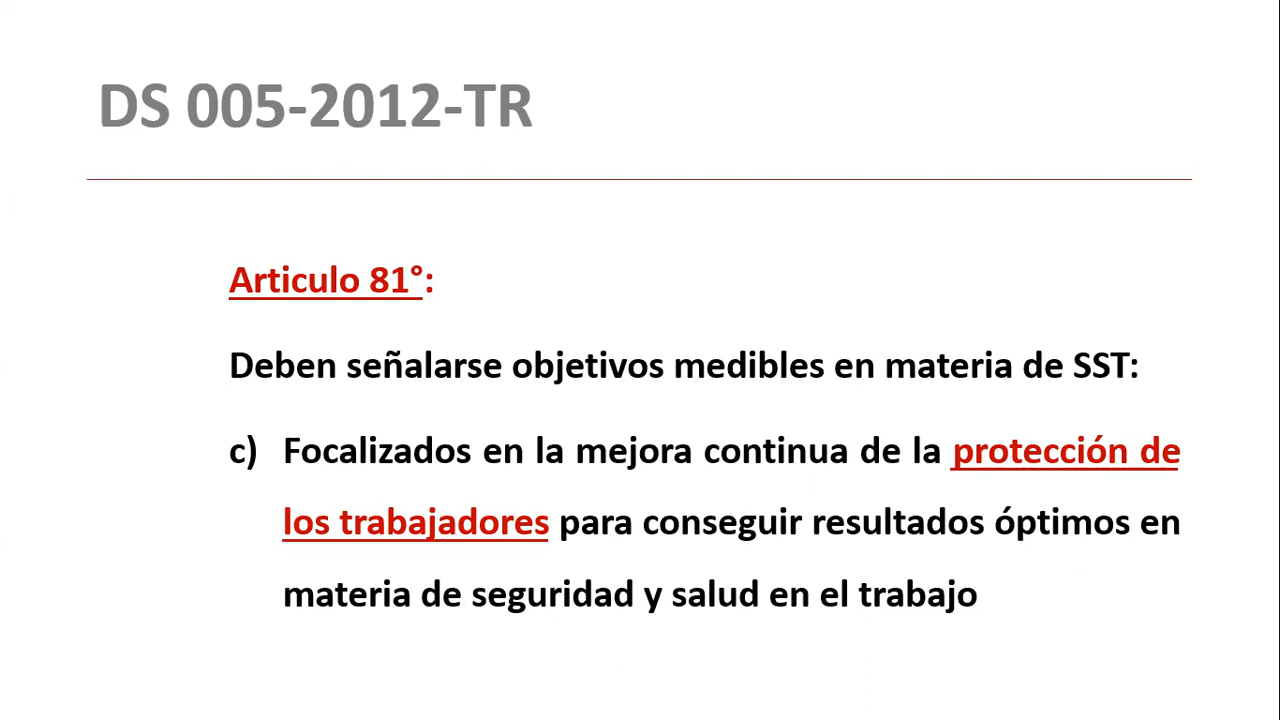 DS 005-2012-TR
Articulo 81°:
Deben señalarse objetivos medibles en materia de SST:
c) Focalizados en la mejora continua de la protección de
los trabajadores para conseguir resultados óptimos en
materia de seguridad y salud en el trabajo